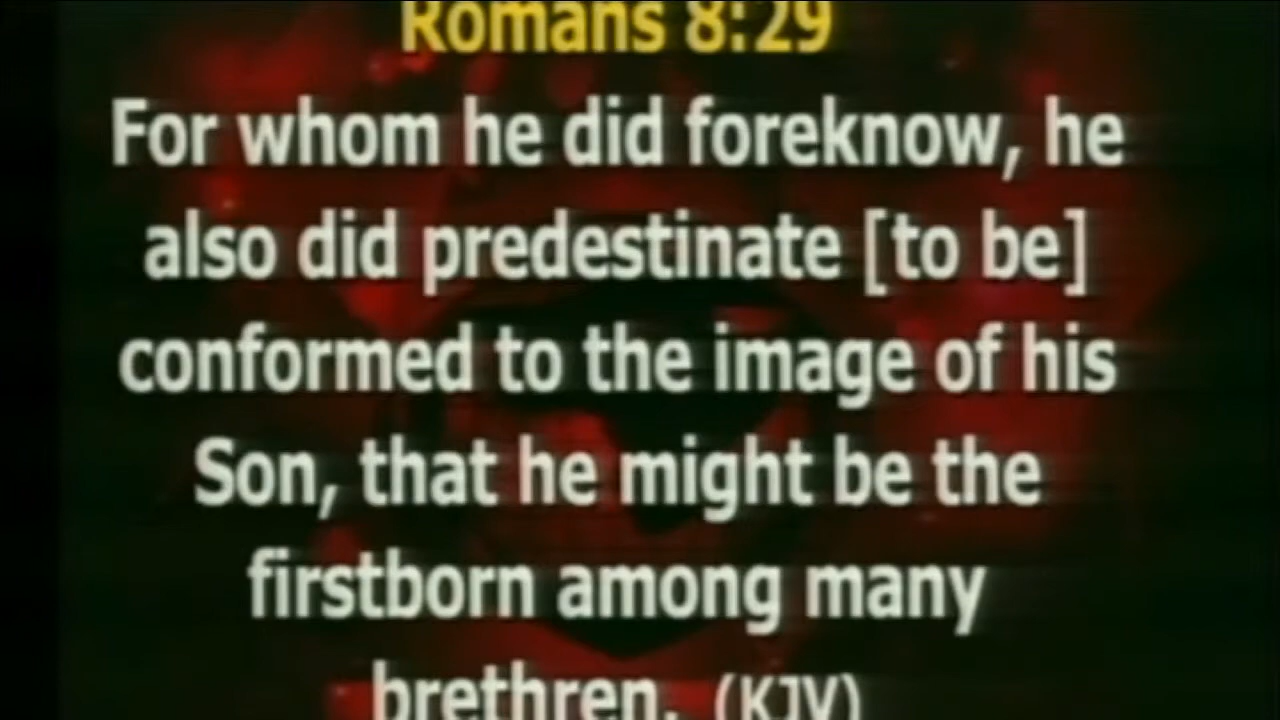 Romans 8:29
For whom he did foreknow, he
also did predestinate [to be]
conformed to the image of his
Son, that he might be the
firstborn among many
brethren. (KJV)